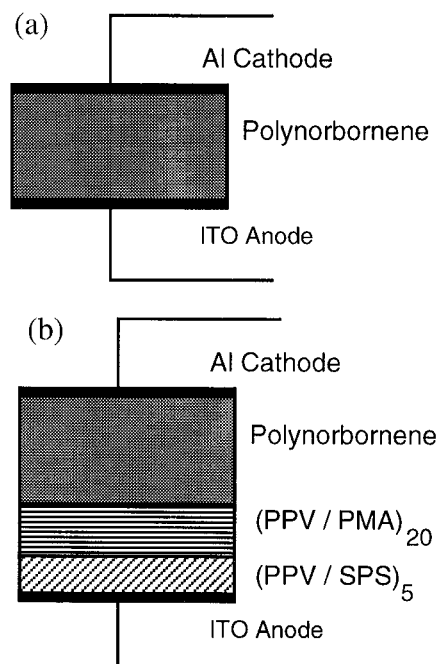 (a)
Al Cathode
Polynorbornene
ITO Anode
(b)
Al Cathode
Polynorbornene
(PPV / PMA)20
(PPV / SPS)5
ITO Anode